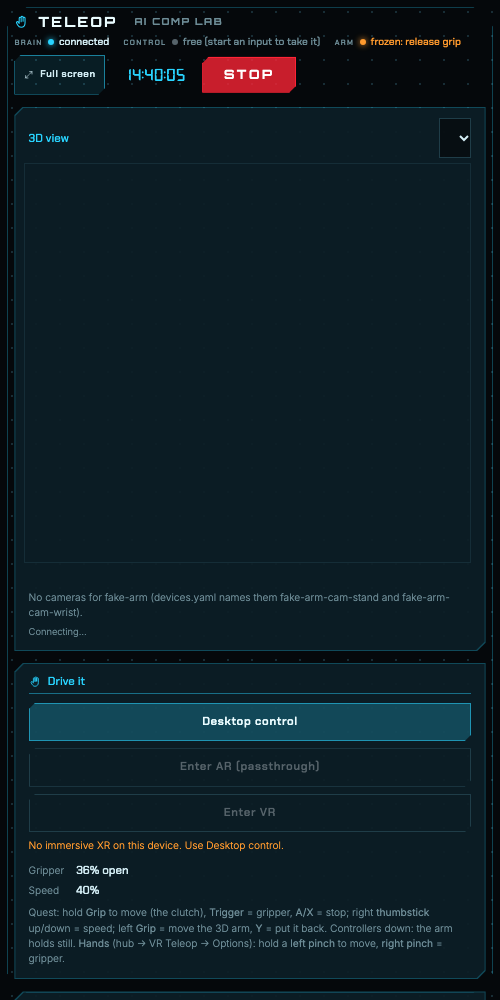 TELEOP AI COMP LAB
BRAIN connected CONTROL free (start an input to take it) ARM frozen: release grip
Full screen 14:40:05 STOP
3D view
No cameras for fake-arm (devices.yaml names them fake-arm-cam-stand and fake-arm-
cam-wrist).
Connecting...
Drive it
Desktop control
Enter AR (passthrough)
Enter VR
No immersive XR on this device. Use Desktop control.
Gripper 36% open
Speed 40%
Quest: hold Grip to move (the clutch), Trigger = gripper, A/X = stop; right thumbstick
up/down = speed; left Grip = move the 3D arm, Y = put it back. Controllers down: the arm
holds still. Hands (hub → VR Teleop → Options): hold a left pinch to move, right pinch =
gripper.